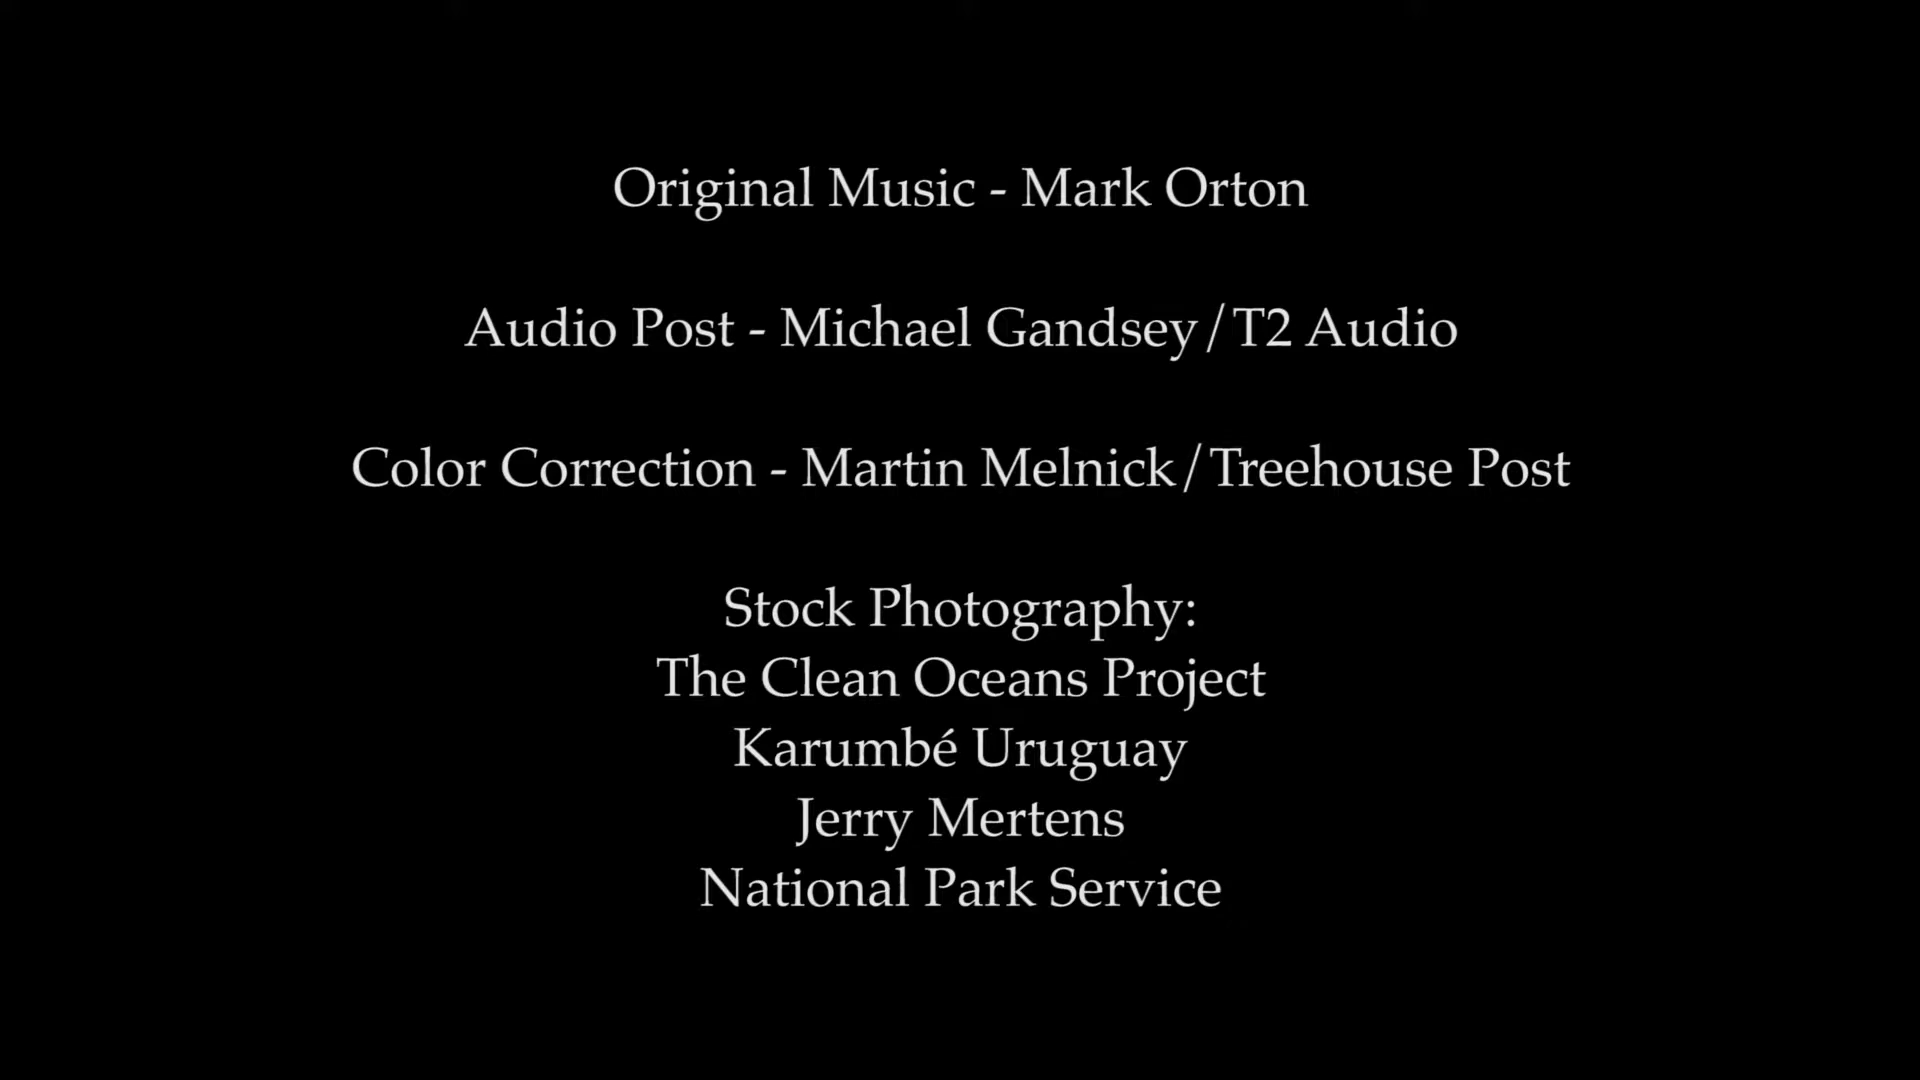 Original Music - Mark Orton
Audio Post - Michael Gandsey/T2 Audio
Color Correction - Martin Melnick/Treehouse Post
Stock Photography:
The Clean Oceans Project
Karumbé Uruguay
Jerry Mertens
National Park Service